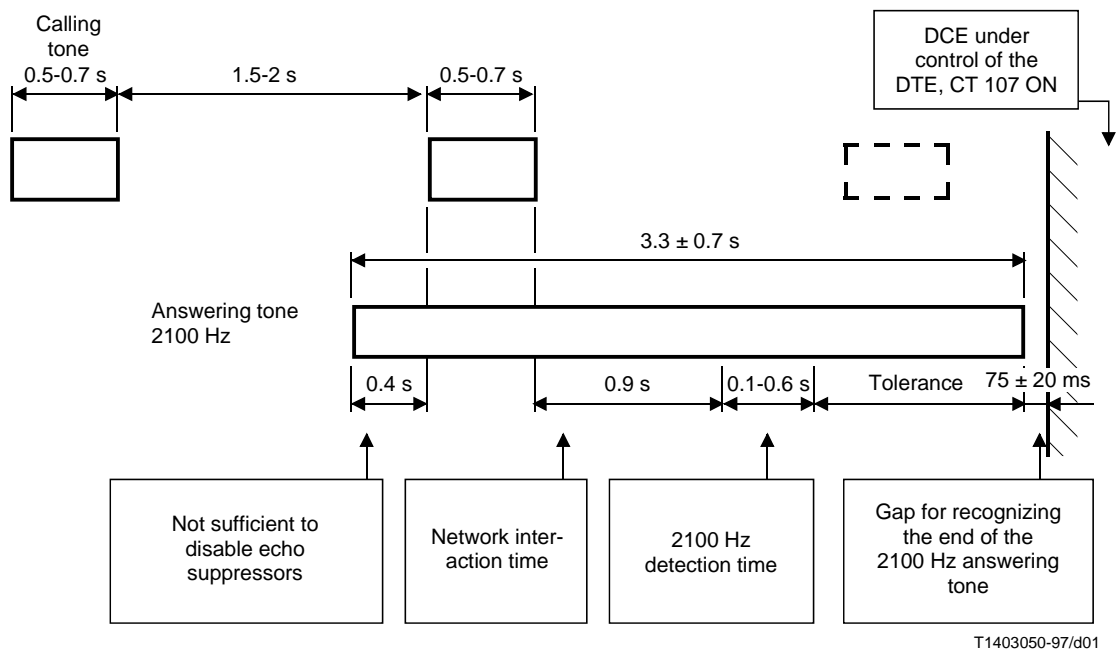 Calling
tone
0.5-0.7 s
1.5-2 s
0.5-0.7 s
DCE under
control of the
DTE, CT 107 ON
3.3 ± 0.7 s
Answering tone
2100 Hz
0.4 s
0.9 s
0.1-0.6 s
Tolerance
75 ± 20 ms
Not sufficient to
disable echo
suppressors
Network inter-
action time
2100 Hz
detection time
Gap for recognizing
the end of the
2100 Hz answering
tone
T1403050-97/d01